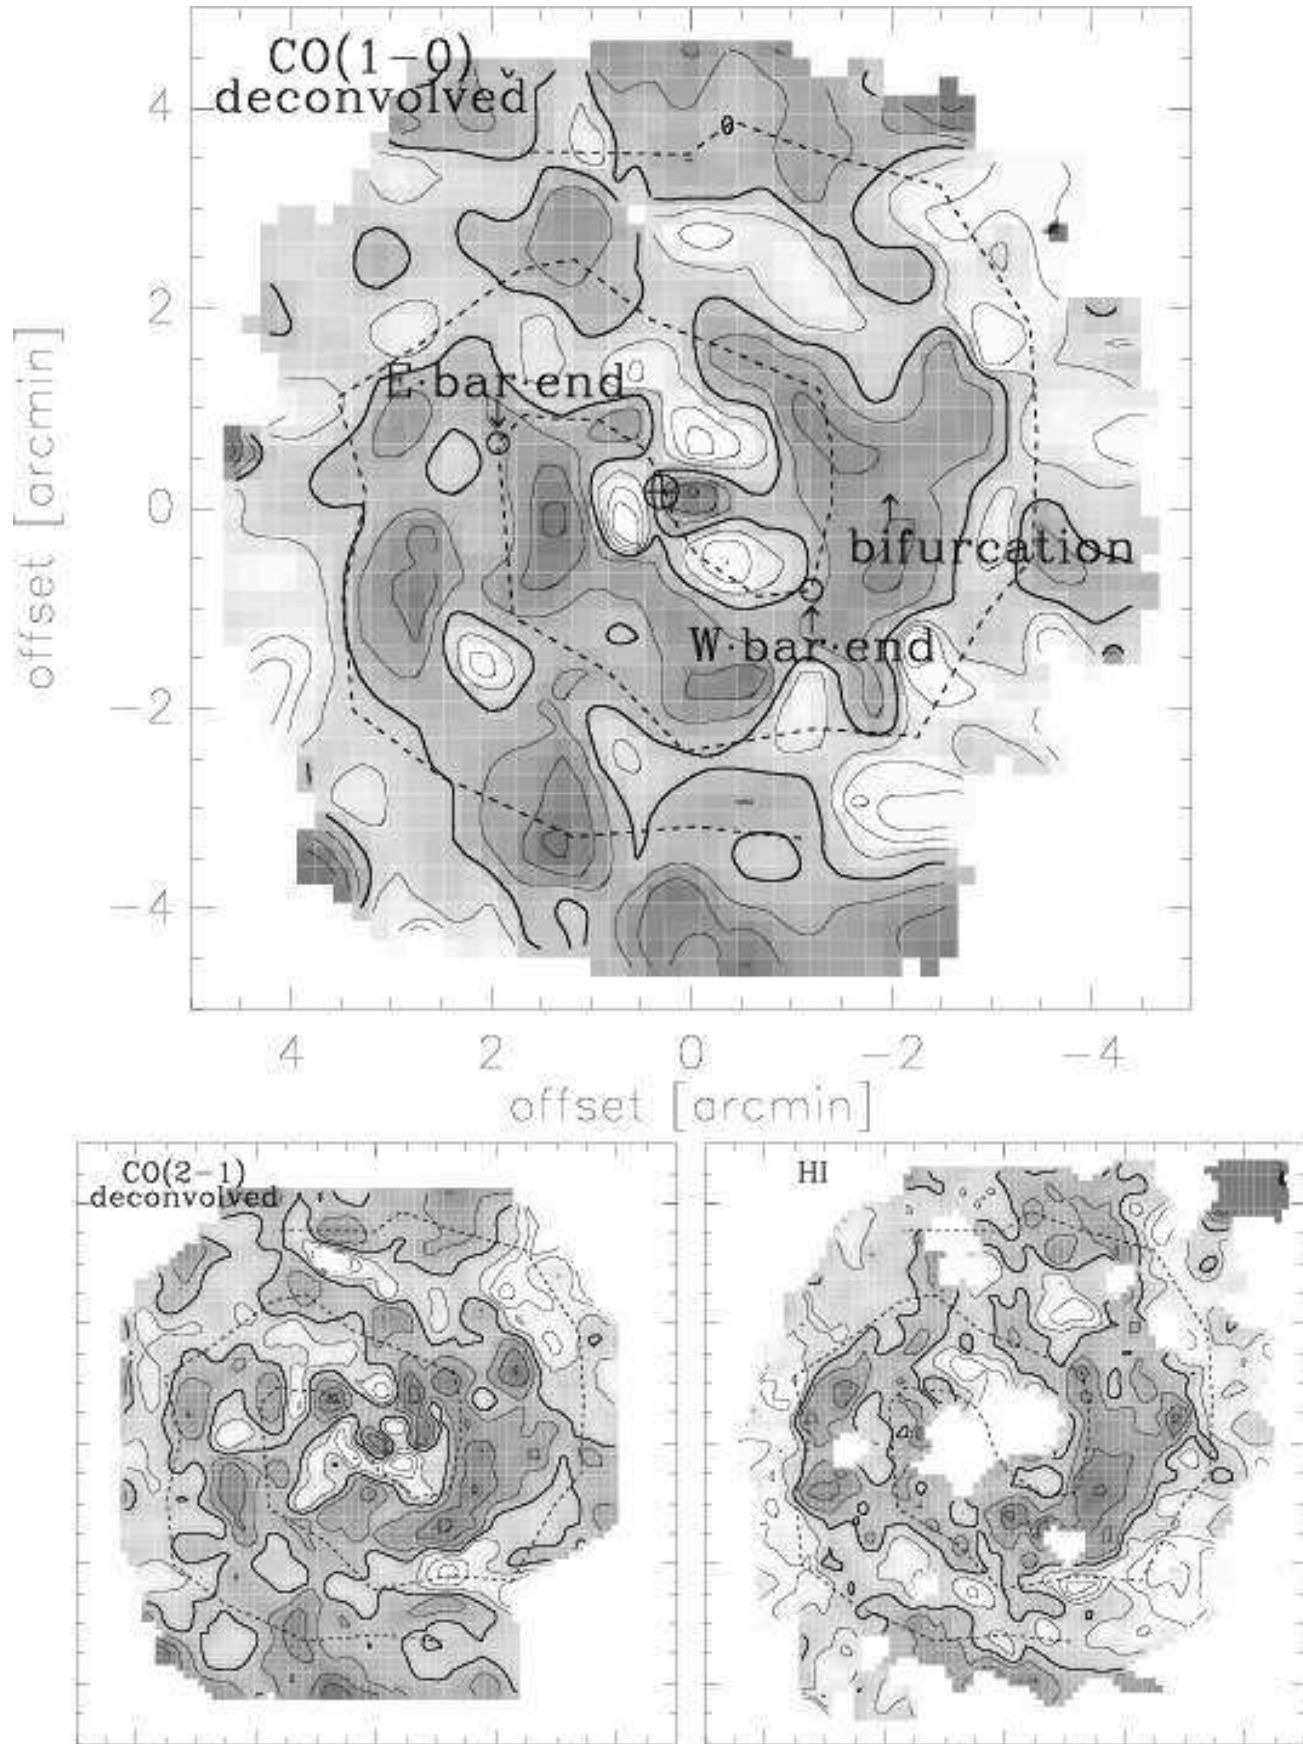 CO(1-0)
deconvolved
4
0
2
E·bar·end
0
bifurcation
W·bar·end
-2
-4
offset [arcmin]
4 2 0 -2 -4
offset [arcmin]
CO(2-1)
deconvolved
HI